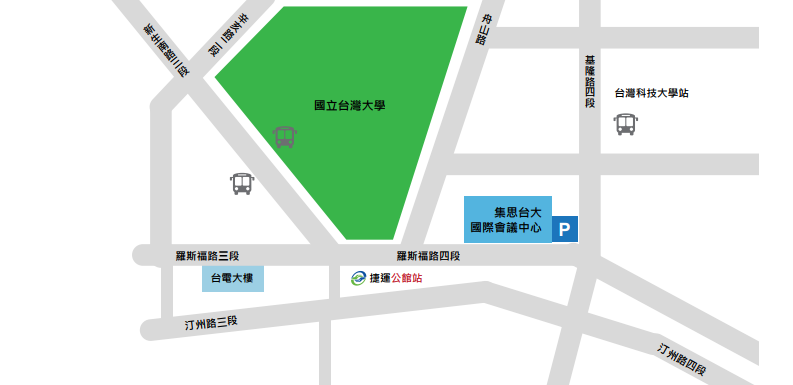 新生南路三段
辛亥路二段
舟山路
基隆路四段
台灣科技大學站
國立台灣大學
集思台大
國際會議中心
P
羅斯福路三段
羅斯福路四段
台電大樓
捷運公館站
汀州路三段
汀州路四段